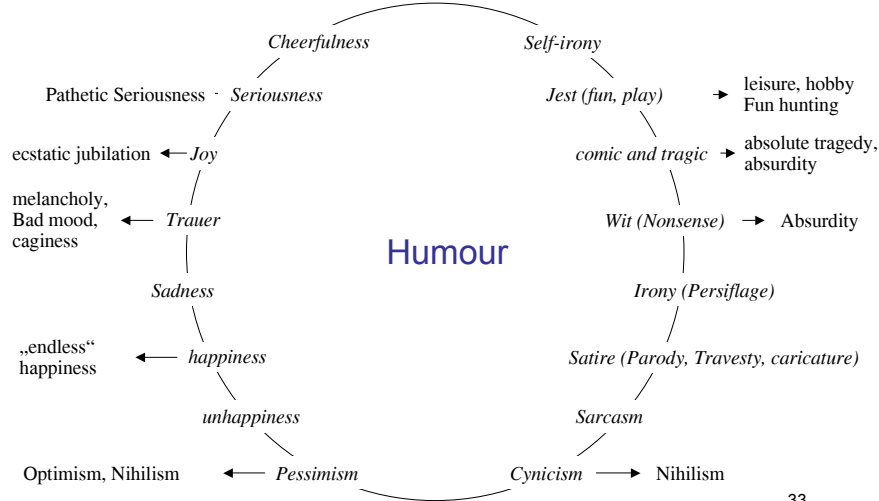 Cheerfulness
Self-irony
Pathetic Seriousness - Seriousness
Jest (fun, play)
leisure, hobby
Fun hunting
ecstatic jubilation
Joy
comic and tragic
absolute tragedy,
absurdity
melancholy,
Bad mood,
caginess
Trauer
Wit (Nonsense)
Absurdity
Humour
Sadness
Irony (Persiflage)
„endless“
happiness
happiness
Satire (Parody, Travesty, caricature)
unhappiness
Sarcasm
Optimism, Nihilism
Pessimism
Cynicism
Nihilism
33